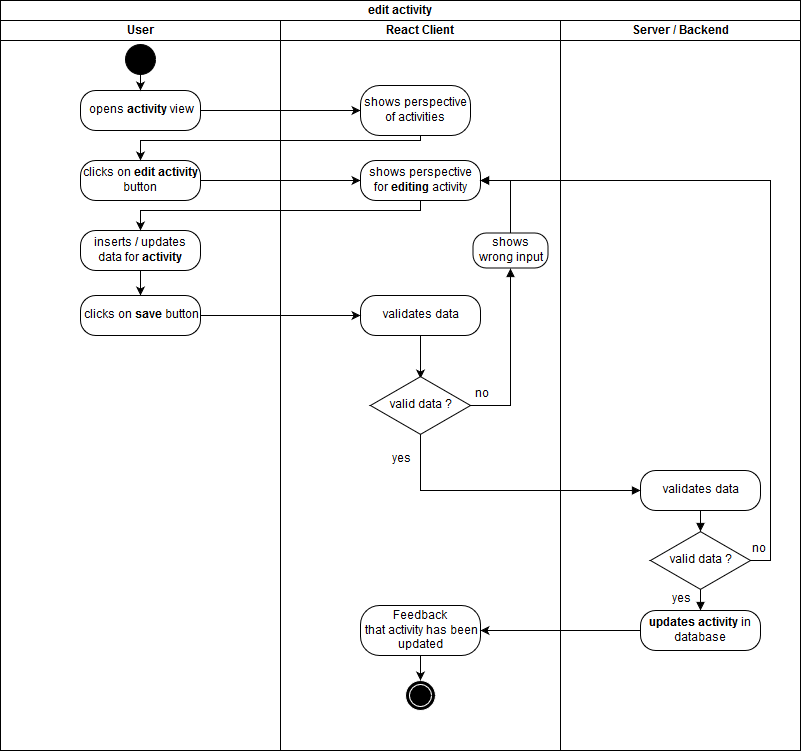 edit activity
User
React Client
Server / Backend
opens activity view
shows perspective
of activities
clicks on edit activity
button
shows perspective
for editing activity
inserts / updates
data for activity
shows
wrong input
clicks on save button
validates data
valid data ?
no
yes
validates data
valid data ?
no
yes
updates activity in
database
Feedback
that activity has been
updated